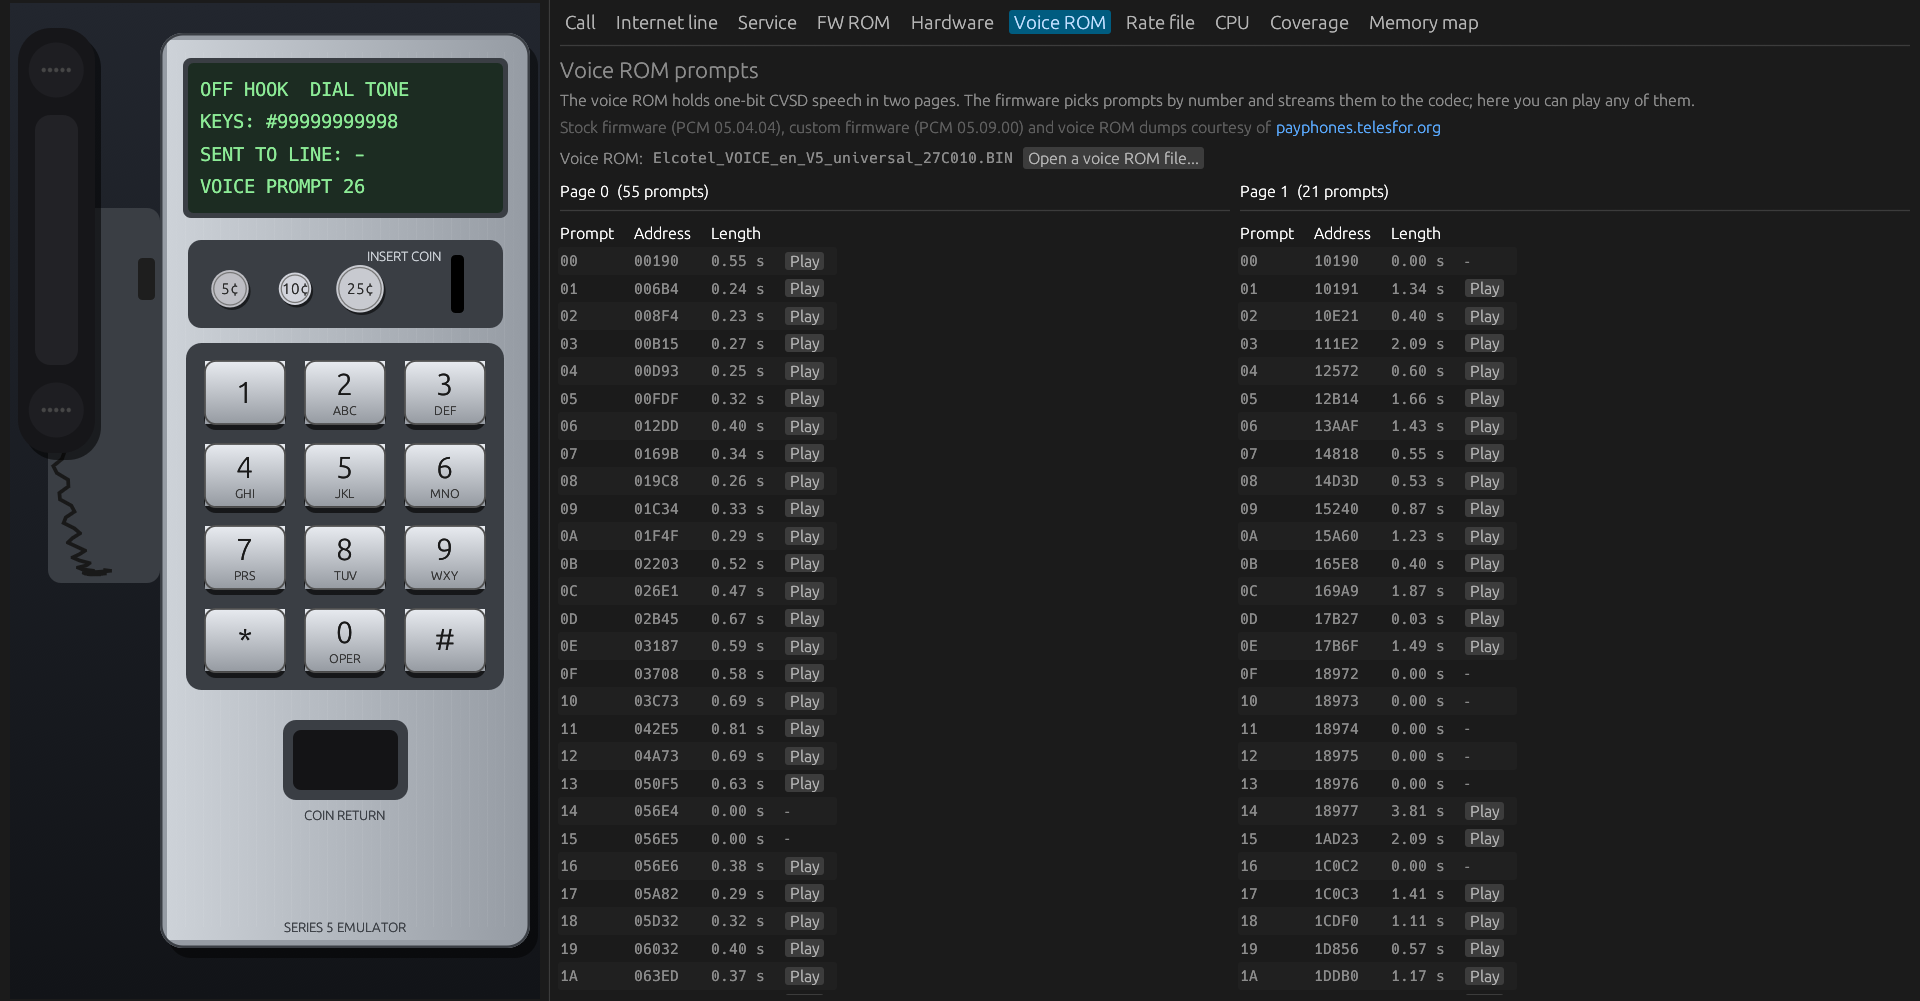 OFF HOOK  DIAL TONE
KEYS: #99999999998
SENT TO LINE: -
VOICE PROMPT 26
INSERT COIN
5¢ 10¢ 25¢
1 2 3
ABC DEF
4 5 6
GHI JKL MNO
7 8 9
PRS TUV WXY
* 0 #
OPER
COIN RETURN
SERIES 5 EMULATOR
Call Internet line Service FW ROM Hardware Voice ROM Rate file CPU Coverage Memory map
Voice ROM prompts
The voice ROM holds one-bit CVSD speech in two pages. The firmware picks prompts by number and streams them to the codec; here you can play any of them.
Stock firmware (PCM 05.04.04), custom firmware (PCM 05.09.00) and voice ROM dumps courtesy of payphones.telesfor.org
Voice ROM: Elcotel_VOICE_en_V5_universal_27C010.BIN Open a voice ROM file...
Page 0 (55 prompts)
Prompt Address Length
00 00190 0.55 s Play
01 006B4 0.24 s Play
02 008F4 0.23 s Play
03 00B15 0.27 s Play
04 00D93 0.25 s Play
05 00FDF 0.32 s Play
06 012DD 0.40 s Play
07 0169B 0.34 s Play
08 019C8 0.26 s Play
09 01C34 0.33 s Play
0A 01F4F 0.29 s Play
0B 02203 0.52 s Play
0C 026E1 0.47 s Play
0D 02B45 0.67 s Play
0E 03187 0.59 s Play
0F 03708 0.58 s Play
10 03C73 0.69 s Play
11 042E5 0.81 s Play
12 04A73 0.69 s Play
13 050F5 0.63 s Play
14 056E4 0.00 s -
15 056E5 0.00 s -
16 056E6 0.38 s Play
17 05A82 0.29 s Play
18 05D32 0.32 s Play
19 06032 0.40 s Play
1A 063ED 0.37 s Play
Page 1 (21 prompts)
Prompt Address Length
00 10190 0.00 s -
01 10191 1.34 s Play
02 10E21 0.40 s Play
03 111E2 2.09 s Play
04 12572 0.60 s Play
05 12B14 1.66 s Play
06 13AAF 1.43 s Play
07 14818 0.55 s Play
08 14D3D 0.53 s Play
09 15240 0.87 s Play
0A 15A60 1.23 s Play
0B 165E8 0.40 s Play
0C 169A9 1.87 s Play
0D 17B27 0.03 s Play
0E 17B6F 1.49 s Play
0F 18972 0.00 s -
10 18973 0.00 s -
11 18974 0.00 s -
12 18975 0.00 s -
13 18976 0.00 s -
14 18977 3.81 s Play
15 1AD23 2.09 s Play
16 1C0C2 0.00 s -
17 1C0C3 1.41 s Play
18 1CDF0 1.11 s Play
19 1D856 0.57 s Play
1A 1DDB0 1.17 s Play